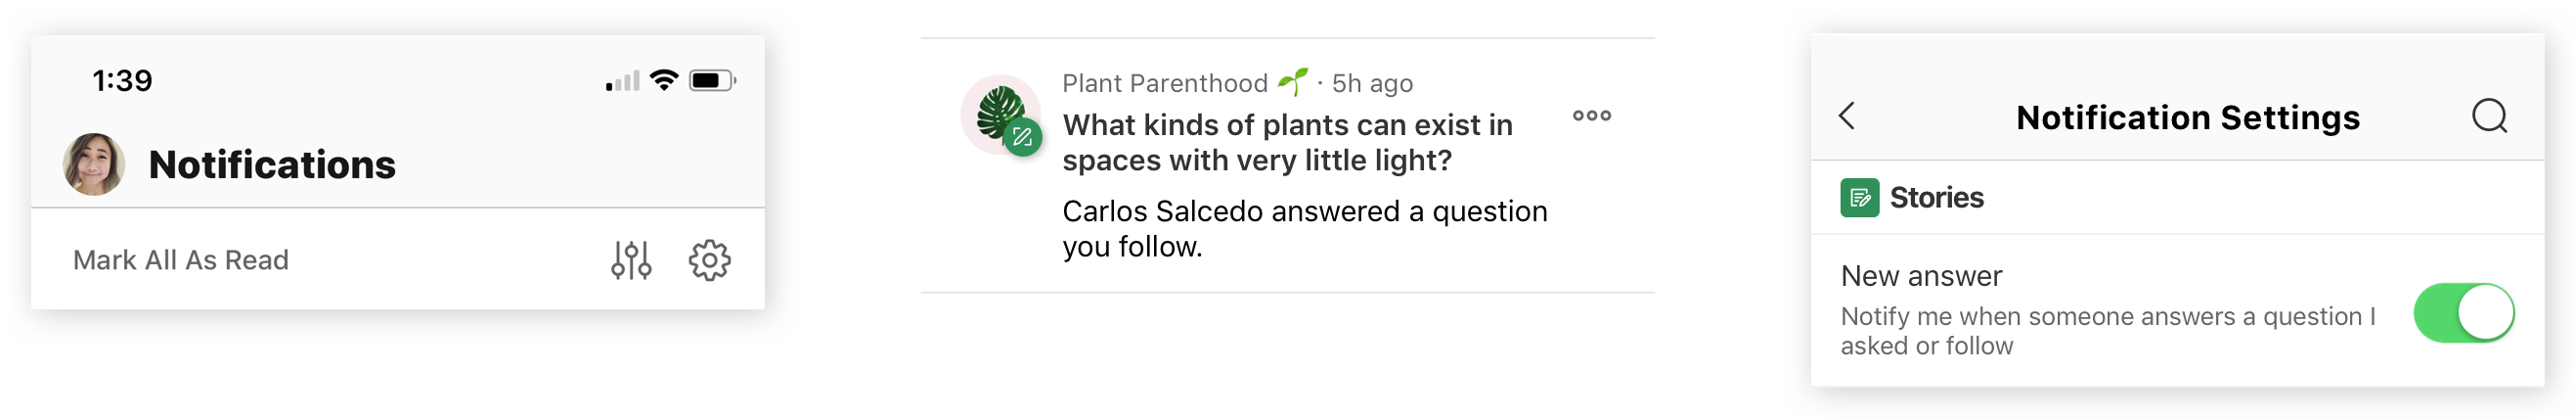 1:39
Notifications
Mark All As Read
Plant Parenthood 🌱 · 5h ago
What kinds of plants can exist in
spaces with very little light?
Carlos Salcedo answered a question
you follow.
Notification Settings
Stories
New answer
Notify me when someone answers a question I
asked or follow